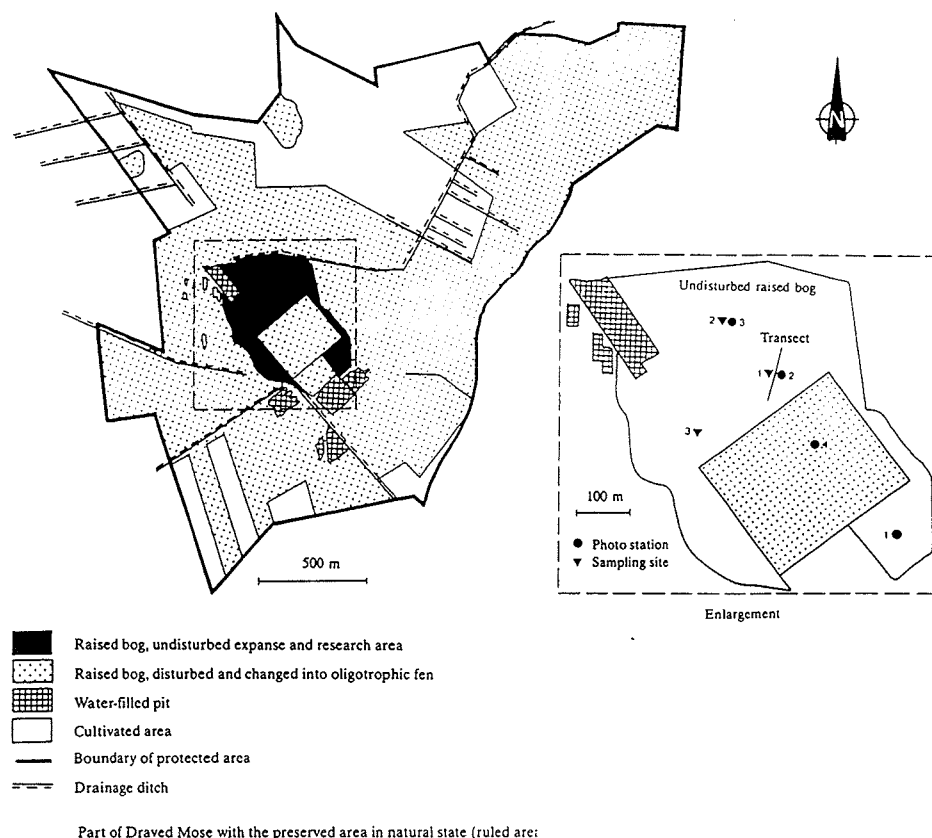 N
Undisturbed raised bog
2 3
Transect
1 2
3
4
100 m
1
Photo station
Sampling site
500 m
Enlargement
Raised bog, undisturbed expanse and research area
Raised bog, disturbed and changed into oligotrophic fen
Water-filled pit
Cultivated area
Boundary of protected area
Drainage ditch
Part of Draved Mose with the preserved area in natural state (ruled